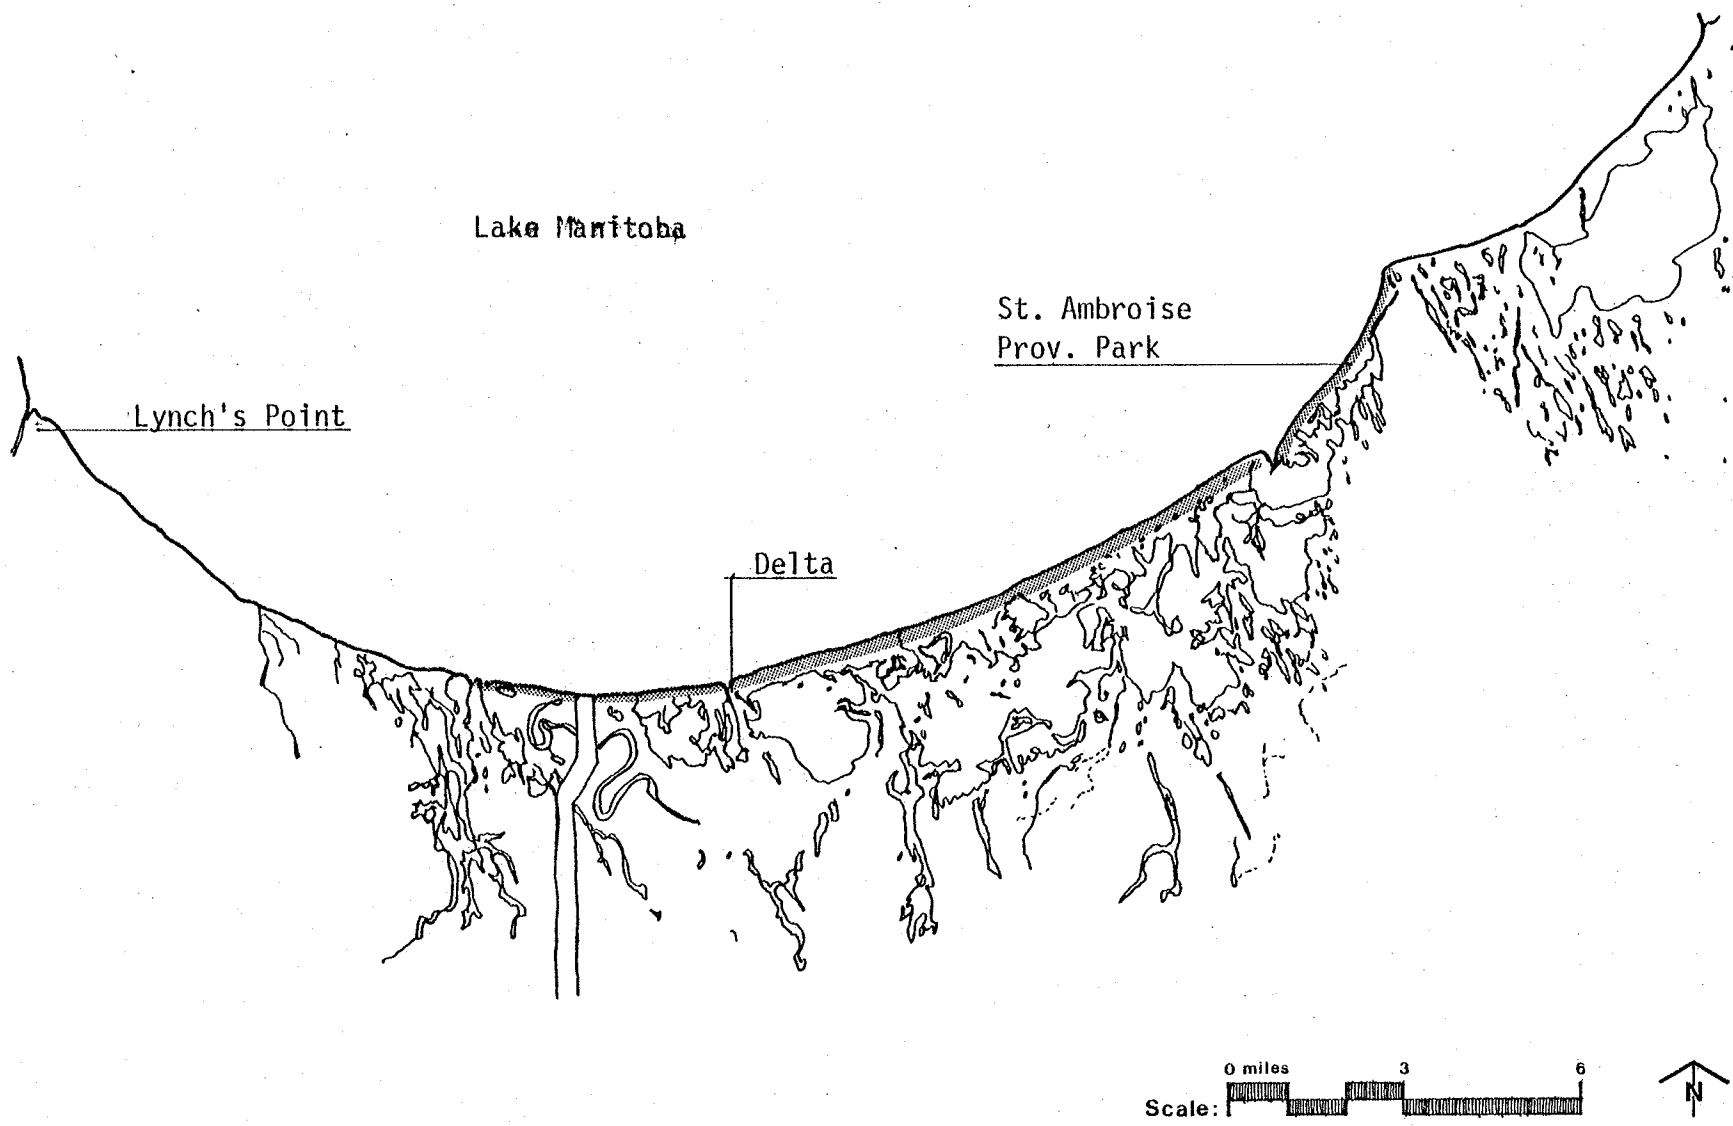 Lake Manitoba
St. Ambroise
Prov. Park
Lynch's Point
Delta
0 miles 3 6
Scale:
N